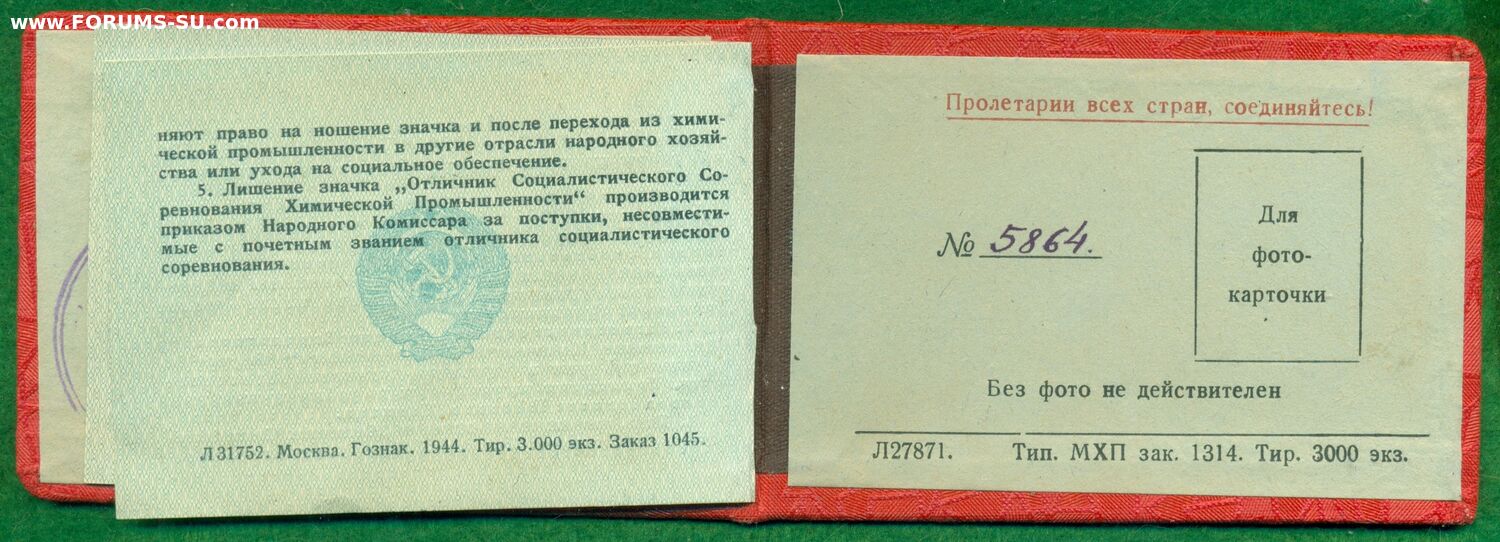 www.FORUMS-SU.com
няют право на ношение значка и после перехода из хими-
ческой промышленности в другие отрасли народного хозяй-
ства или ухода на социальное обеспечение.
5. Лишение значка „Отличник Социалистического Со-
ревнования Химической Промышленности“ производится
приказом Народного Комиссара за поступки, несовмести-
мые с почетным званием отличника социалистического
соревнования.
Л 31752. Москва. Гознак. 1944. Тир. 3.000 экз. Заказ 1045.
Пролетарии всех стран, соединяйтесь!
№ 5864.
Для
фото-
карточки
Без фото не действителен
Л27871. Тип. МХП зак. 1314. Тир. 3000 экз.